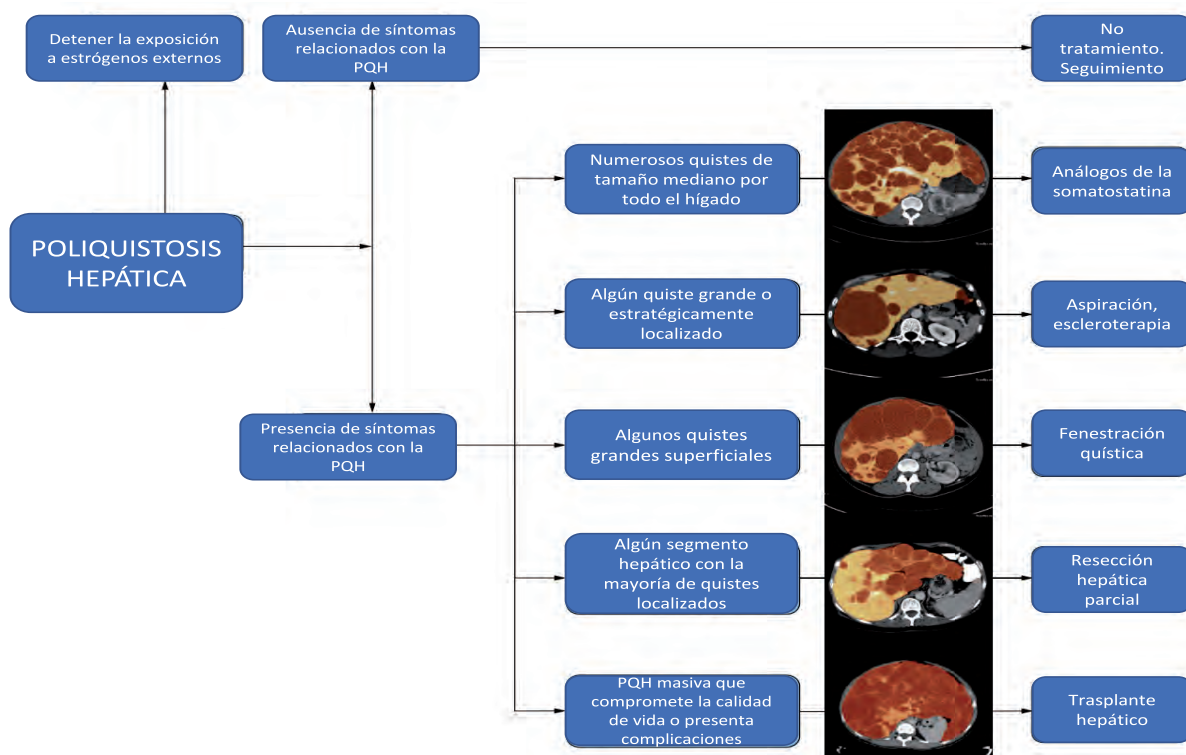 Detener la exposición
a estrógenos externos
Ausencia de síntomas
relacionados con la
PQH
No
tratamiento.
Seguimiento
POLIQUISTOSIS
HEPÁTICA
Presencia de síntomas
relacionados con la
PQH
Numerosos quistes de
tamaño mediano por
todo el hígado
Análogos de la
somatostatina
Algún quiste grande o
estratégicamente
localizado
Aspiración,
escleroterapia
Algunos quistes
grandes superficiales
Fenestración
quística
Algún segmento
hepático con la
mayoría de quistes
localizados
Resección
hepática
parcial
PQH masiva que
compromete la calidad
de vida o presenta
complicaciones
Trasplante
hepático